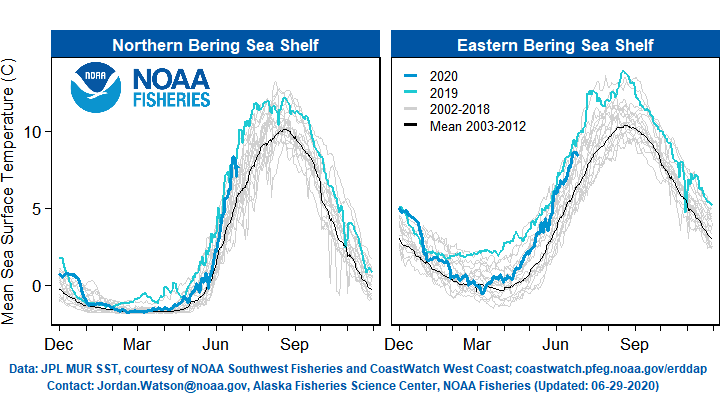 Northern Bering Sea Shelf
Eastern Bering Sea Shelf
Mean Sea Surface Temperature (C)
NOAA
NOAA
FISHERIES
2020
2019
2002-2018
Mean 2003-2012
10
5
0
Dec
Mar
Jun
Sep
Dec
Mar
Jun
Sep
Data: JPL MUR SST, courtesy of NOAA Southwest Fisheries and CoastWatch West Coast; coastwatch.pfeg.noaa.gov/erddap
Contact: Jordan.Watson@noaa.gov, Alaska Fisheries Science Center, NOAA Fisheries (Updated: 06-29-2020)